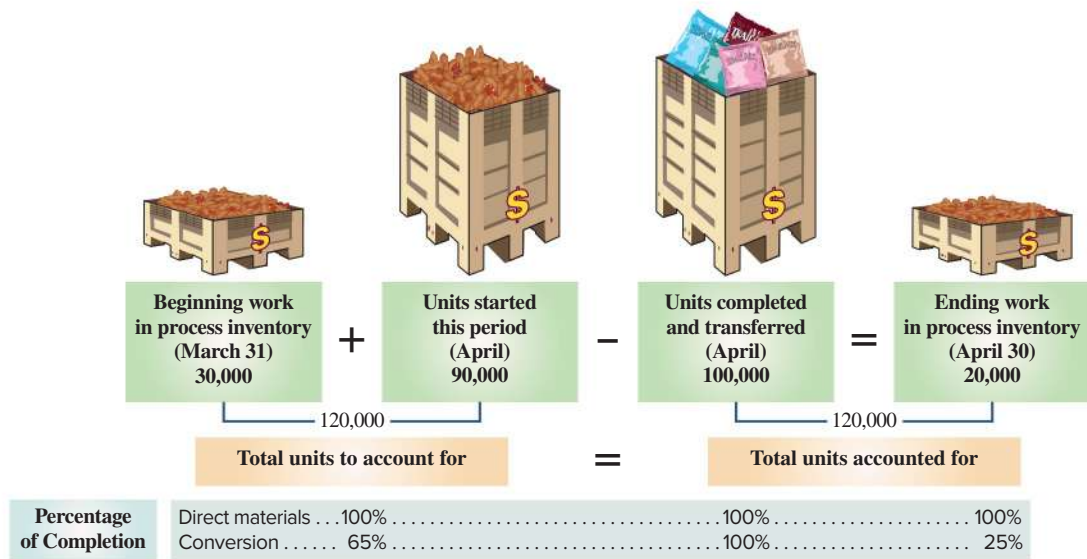 $
$
$
$
Beginning work
in process inventory
(March 31)
30,000
+
Units started
this period
(April)
90,000
–
Units completed
and transferred
(April)
100,000
=
Ending work
in process inventory
(April 30)
20,000
120,000
120,000
Total units to account for
=
Total units accounted for
Percentage
of Completion
Direct materials . . . 100% . . . . . . . . . . . . . . . . . . . . . . . . . . . . . . . . . . . . . . . . 100% . . . . . . . . . . . . . . . . . . . . . . . . 100%
Conversion . . . . . . 65% . . . . . . . . . . . . . . . . . . . . . . . . . . . . . . . . . . . . . . . . 100% . . . . . . . . . . . . . . . . . . . . . . . . 25%